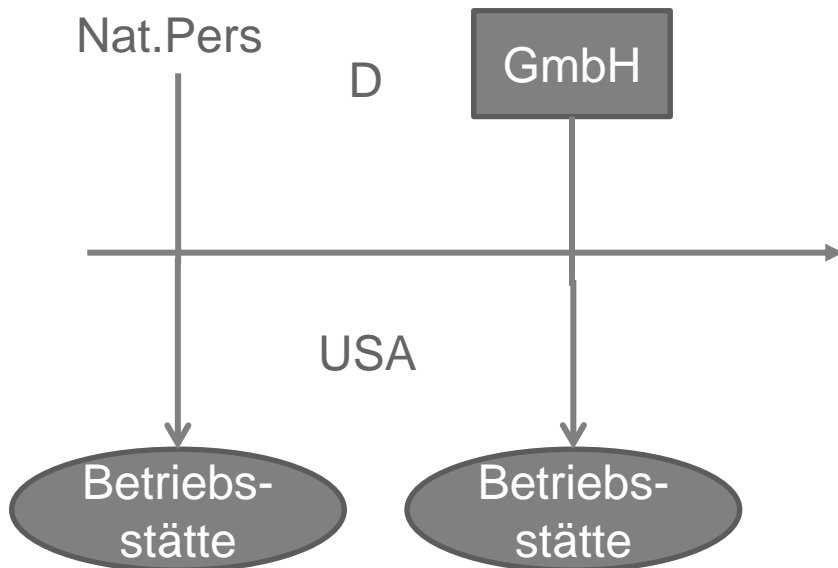 Nat.Pers
D
GmbH
USA
Betriebs-
stätte
Betriebs-
stätte